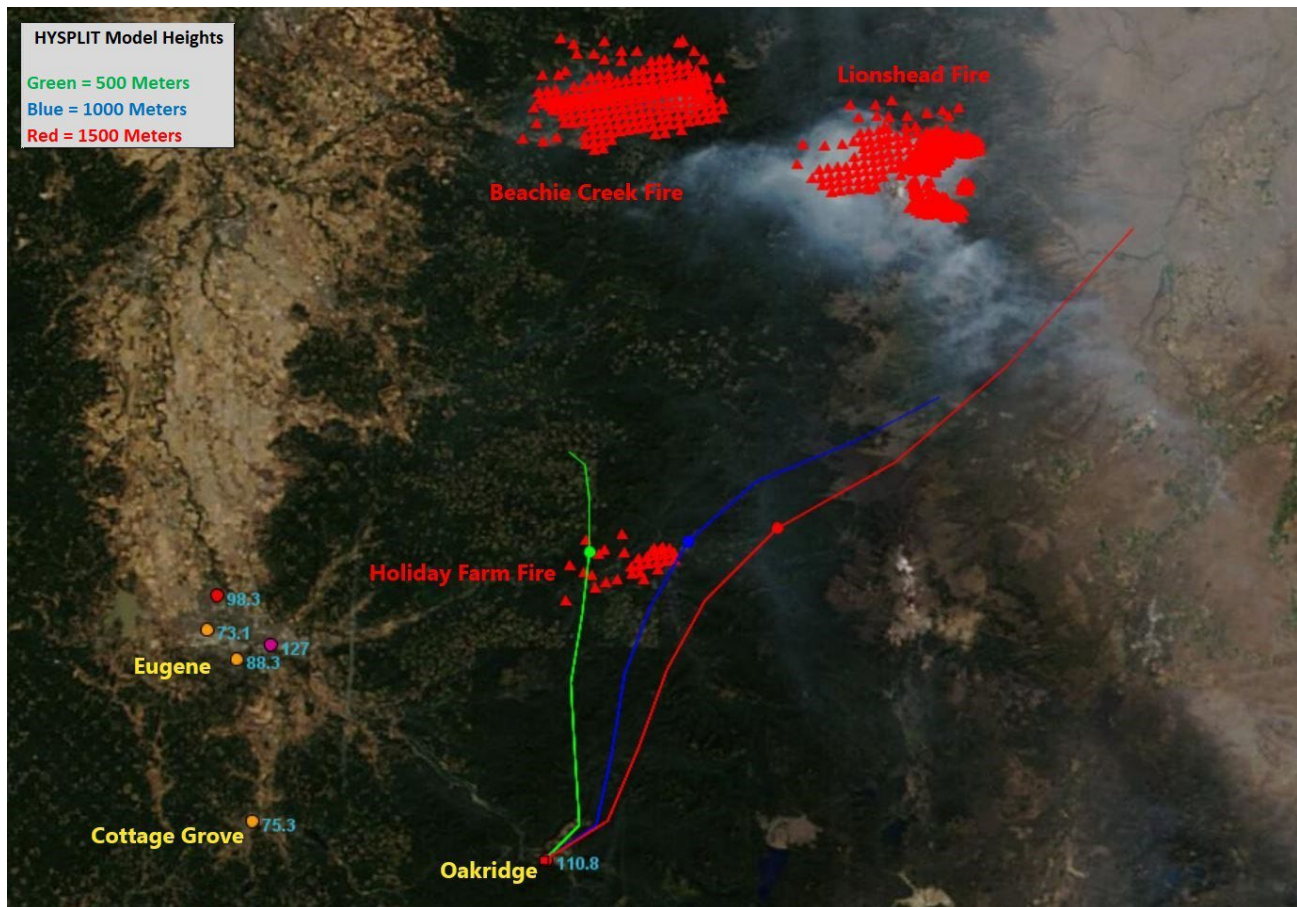 HYSPLIT Model Heights
Green = 500 Meters
Blue = 1000 Meters
Red = 1500 Meters
Lionshead Fire
Beachie Creek Fire
Holiday Farm Fire
98.3
73.1
127
88.3
Eugene
75.3
Cottage Grove
110.8
Oakridge